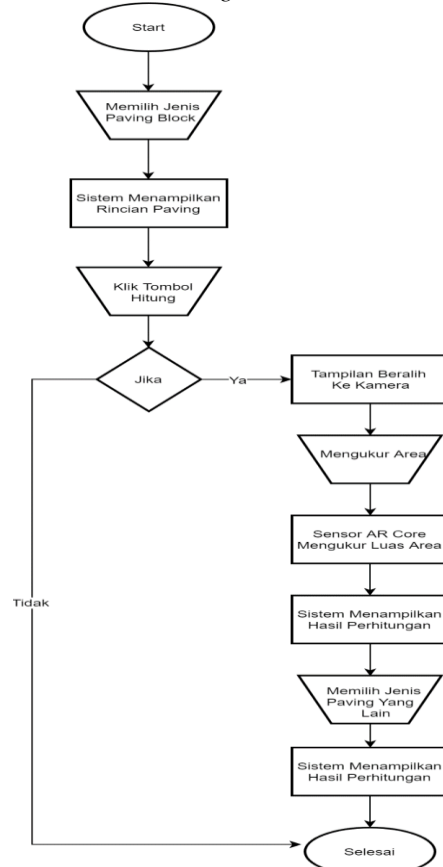 Start
Memilih Jenis
Paving Block
Sistem Menampilkan
Rincian Paving
Klik Tombol
Hitung
Jika
Ya
Tampilan Beralih
Ke Kamera
Mengukur Area
Sensor AR Core
Mengukur Luas Area
Tidak
Sistem Menampilkan
Hasil Perhitungan
Memilih Jenis
Paving Yang
Lain
Sistem Menampilkan
Hasil Perhitungan
Selesai